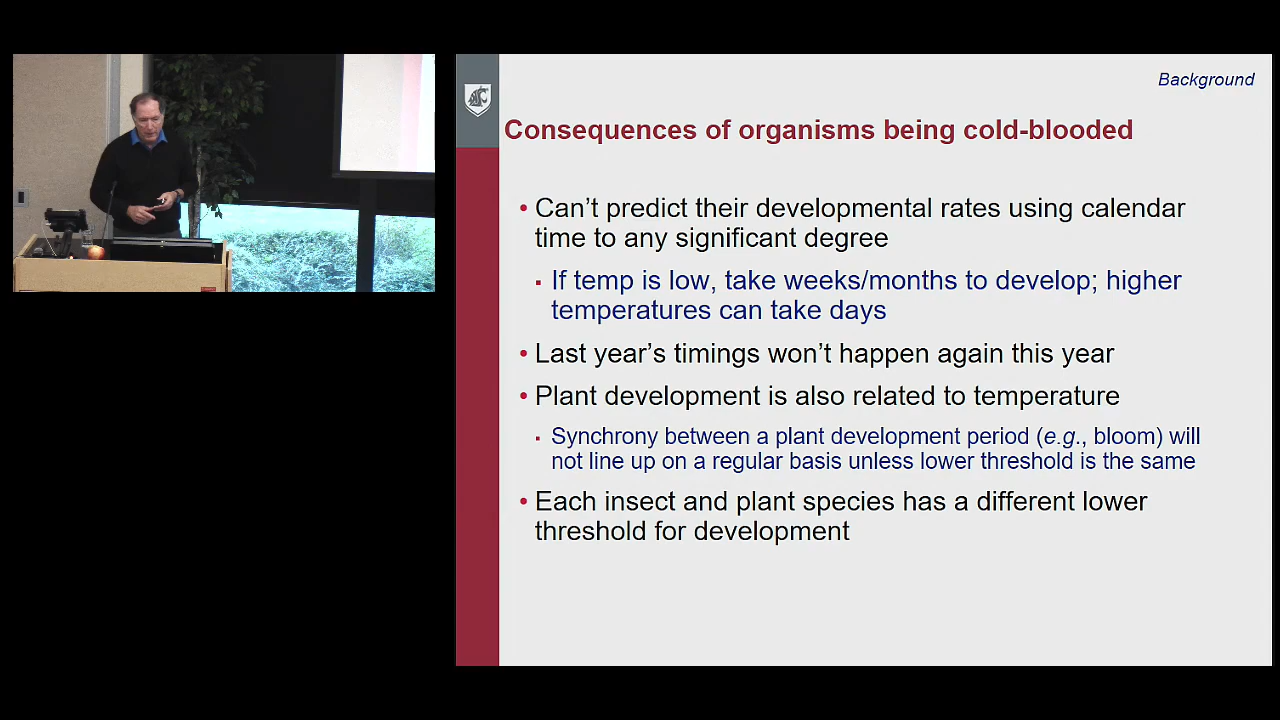 Background
Consequences of organisms being cold-blooded
• Can’t predict their developmental rates using calendar
time to any significant degree
▪ If temp is low, take weeks/months to develop; higher
temperatures can take days
• Last year’s timings won’t happen again this year
• Plant development is also related to temperature
▪ Synchrony between a plant development period (e.g., bloom) will
not line up on a regular basis unless lower threshold is the same
• Each insect and plant species has a different lower
threshold for development